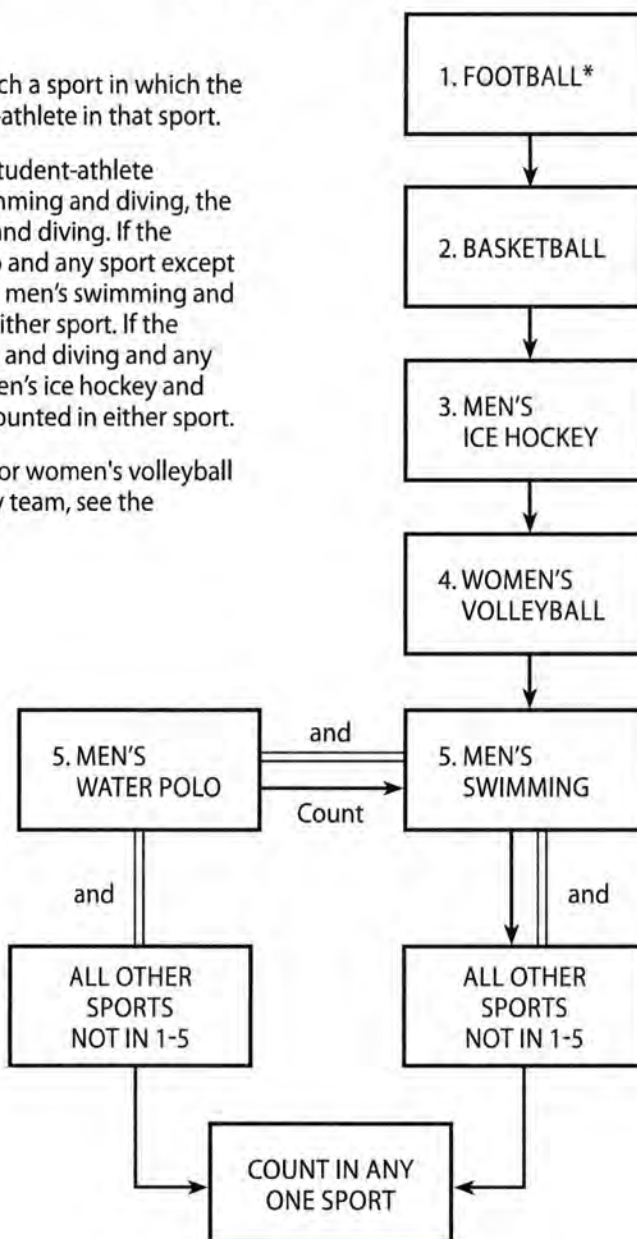 ch a sport in which the
-athlete in that sport.
tudent-athlete
nming and diving, the
and diving. If the
o and any sport except
men's swimming and
ither sport. If the
and diving and any
en's ice hockey and
ounted in either sport.
or women's volleyball
y team, see the
1. FOOTBALL*
2. BASKETBALL
3. MEN'S
ICE HOCKEY
4. WOMEN'S
VOLLEYBALL
5. MEN'S
WATER POLO
and
Count
5. MEN'S
SWIMMING
and
and
ALL OTHER
SPORTS
NOT IN 1-5
ALL OTHER
SPORTS
NOT IN 1-5
COUNT IN ANY
ONE SPORT